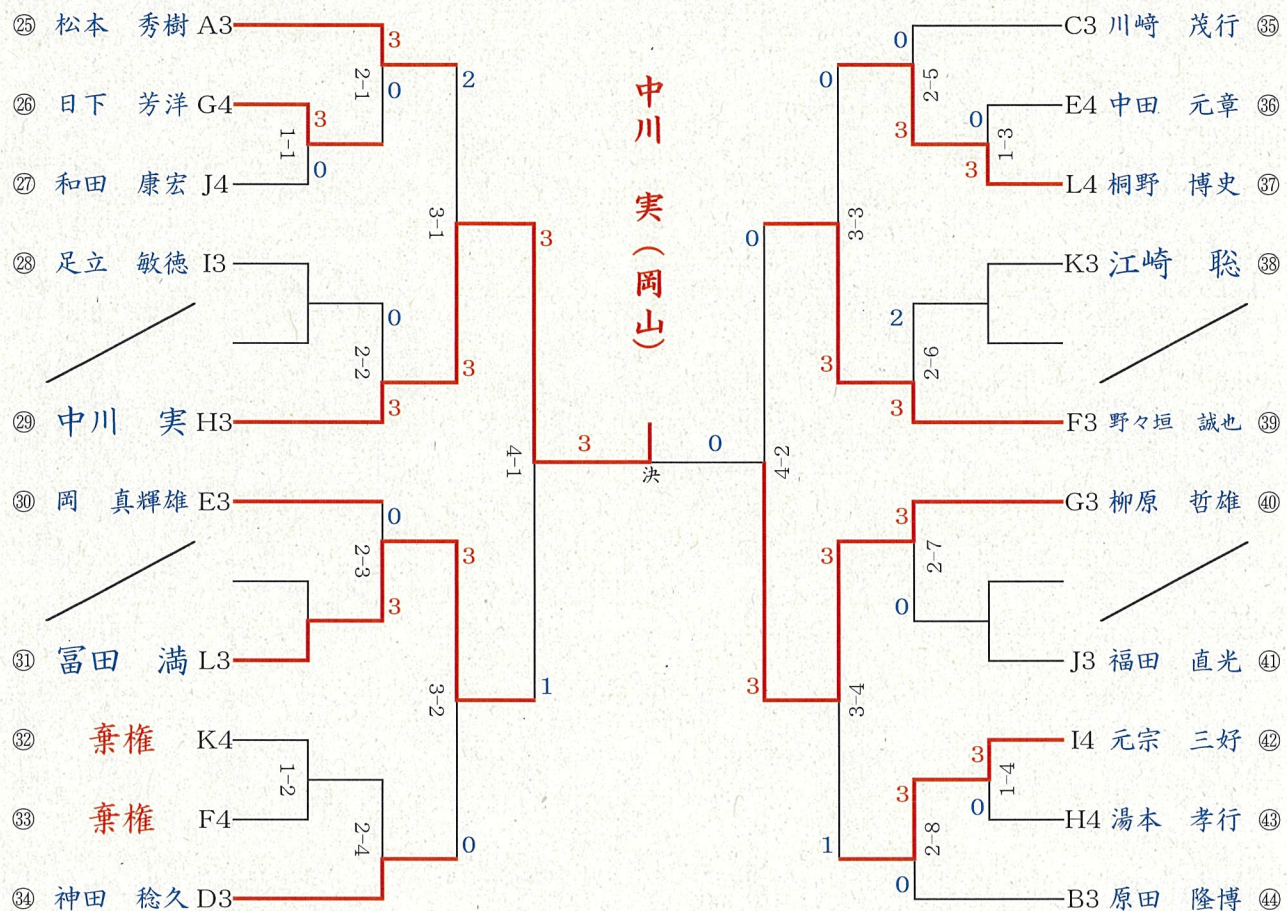 ㉕ 松本 秀樹 A3
3
2-1
0
2
㉖ 日下 芳洋 G4
3
1-1
0
㉗ 和田 康宏 J4
3-1
3
㉘ 足立 敏徳 I3
0
2-2
3
3
㉙ 中川 実 H3
4-1
㉚ 岡 真輝雄 E3
0
2-3
3
3
㉛ 冨田 満 L3
3-2
1
㉜ 棄権 K4
1-2
㉝ 棄権 F4
2-4
0
㉞ 神田 稔久 D3
中川 実(岡山)
3
0
決
C3 川﨑 茂行 ㉟
0
2-5
0
3
E4 中田 元章 ㊱
0
1-3
3
L4 桐野 博史 ㊲
3-3
0
K3 江崎 聡 ㊳
2
2-6
3
3
F3 野々垣 誠也 ㊴
4-2
G3 柳原 哲雄 ㊵
3
2-7
3
0
J3 福田 直光 ㊶
3
3-4
I4 元宗 三好 ㊷
3
1-4
0
3
H4 湯本 孝行 ㊸
2-8
1
0
B3 原田 隆博 ㊹